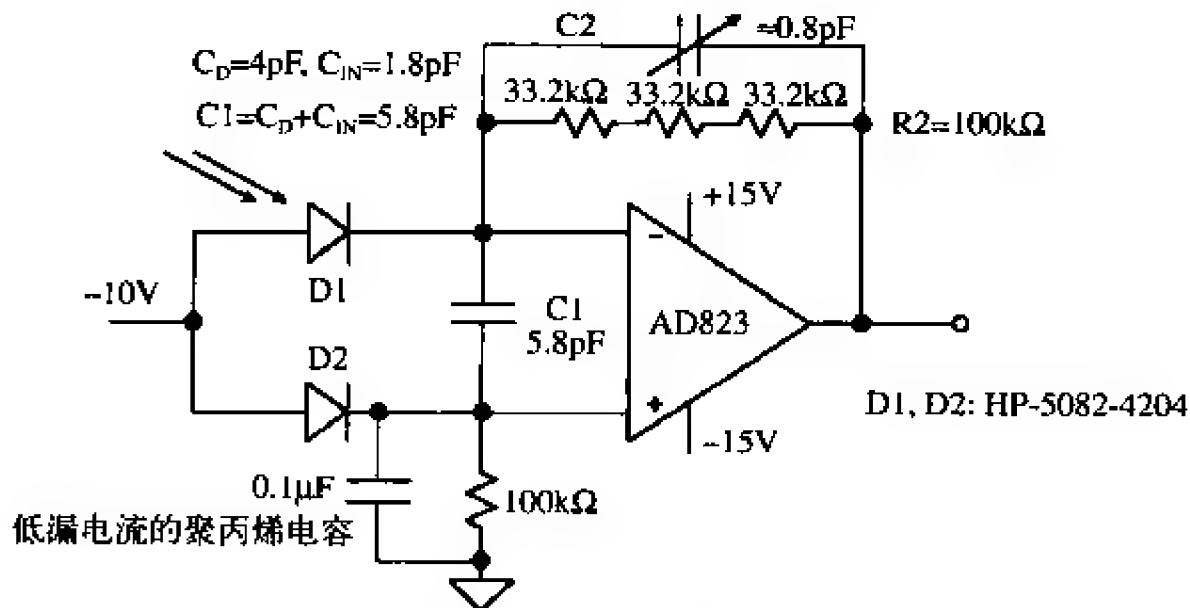 C2
≈0.8pF
C_D=4pF, C_IN=1.8pF
C1=C_D+C_IN=5.8pF
33.2kΩ 33.2kΩ 33.2kΩ
R2=100kΩ
+15V
-
D1
-10V
C1
5.8pF
AD823
D2
+
-15V
D1, D2: HP-5082-4204
0.1μF
低漏电流的聚丙烯电容
100kΩ